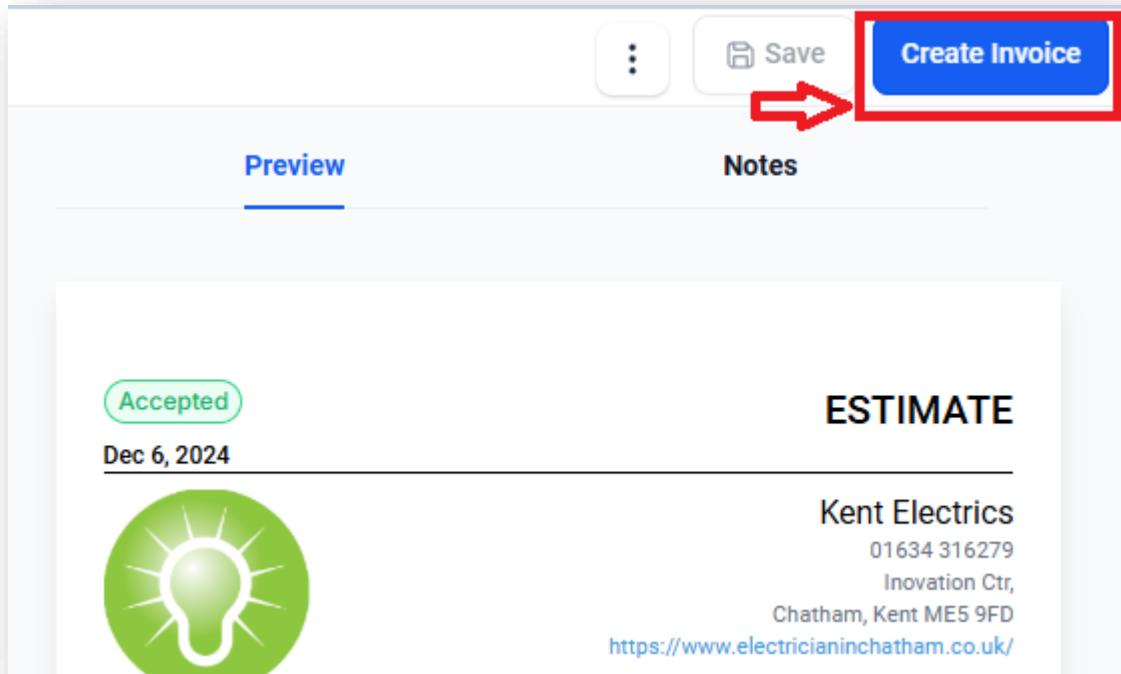 Save
Create Invoice
Preview
Notes
Accepted
ESTIMATE
Dec 6, 2024
Kent Electrics
01634 316279
Inovation Ctr,
Chatham, Kent ME5 9FD
https://www.electricianinchatham.co.uk/